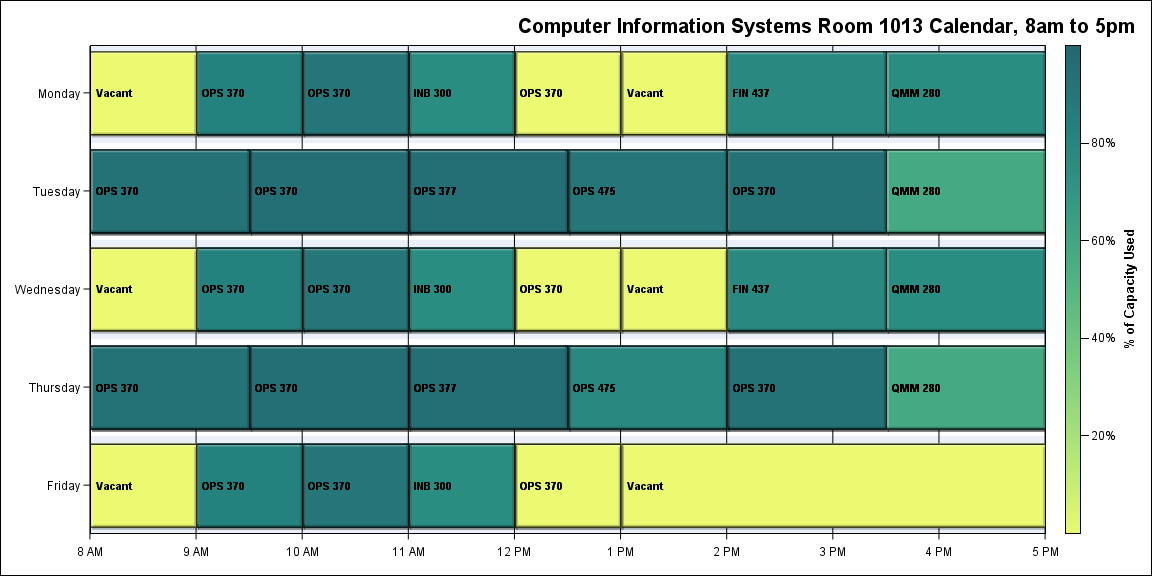 Computer Information Systems Room 1013 Calendar, 8am to 5pm
Monday
Vacant
OPS 370
OPS 370
INB 300
OPS 370
Vacant
FIN 437
QMM 280
Tuesday
OPS 370
OPS 370
OPS 377
OPS 475
OPS 370
QMM 280
Wednesday
Vacant
OPS 370
OPS 370
INB 300
OPS 370
Vacant
FIN 437
QMM 280
Thursday
OPS 370
OPS 370
OPS 377
OPS 475
OPS 370
QMM 280
Friday
Vacant
OPS 370
OPS 370
INB 300
OPS 370
Vacant
8 AM
9 AM
10 AM
11 AM
12 PM
1 PM
2 PM
3 PM
4 PM
5 PM
80%
60%
40%
20%
% of Capacity Used